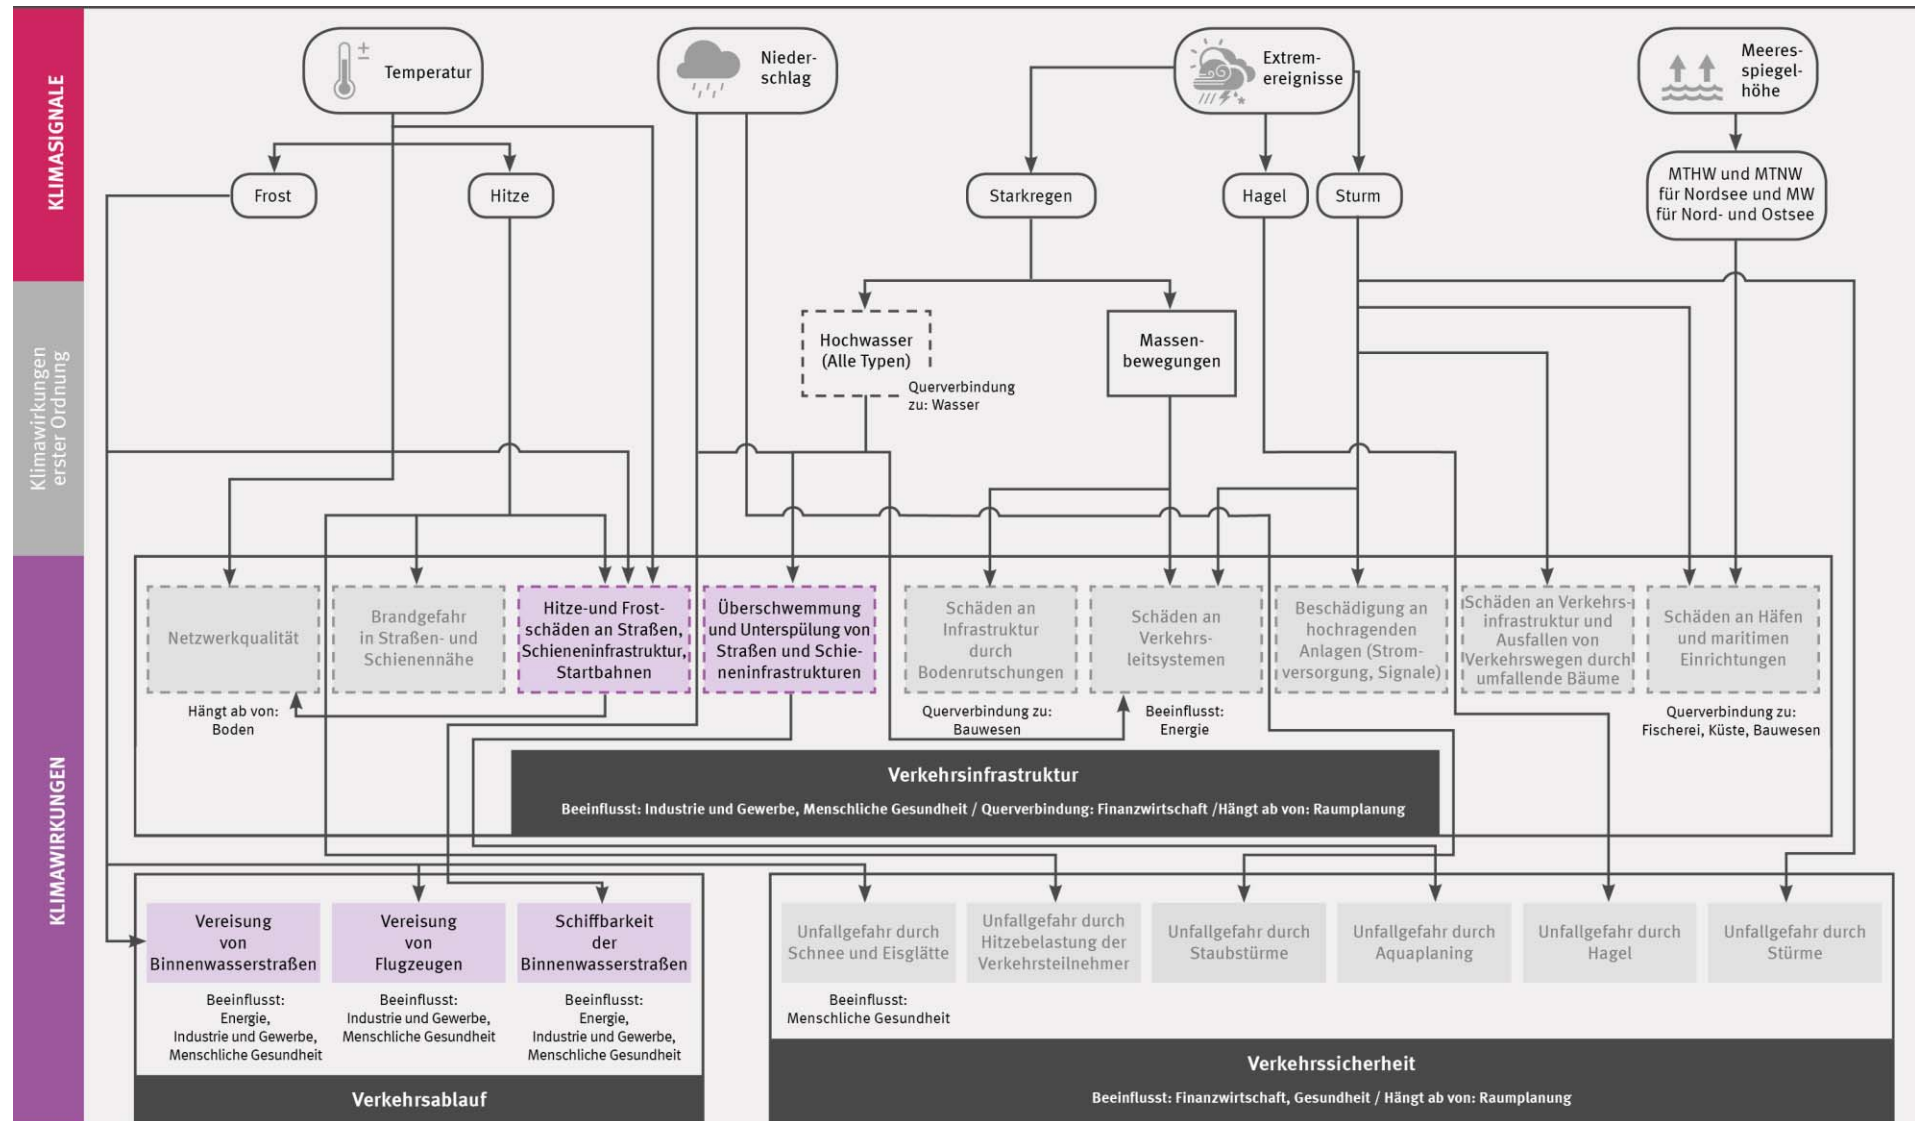 KLIMASIGNALE
Temperatur
Nieder-
schlag
Extrem-
ereignisse
Meeres-
spiegel-
höhe
Frost
Hitze
Starkregen
Hagel
Sturm
MTHW und MTNW
für Nordsee und MW
für Nord- und Ostsee
Klimawirkungen
erster Ordnung
Hochwasser
(Alle Typen)
Querverbindung
zu: Wasser
Massen-
bewegungen
KLIMAWIRKUNGEN
Netzwerkqualität
Brandgefahr
in Straßen- und
Schienennähe
Hitze-und Frost-
schäden an Straßen,
Schieneninfrastruktur,
Startbahnen
Überschwemmung
und Unterspülung von
Straßen und Schie-
neninfrastrukturen
Schäden an
Infrastruktur
durch
Bodenrutschungen
Schäden an
Verkehrs-
leitsystemen
Beschädigung an
hochragenden
Anlagen (Strom-
versorgung, Signale)
Schäden an Verkehrs-
infrastruktur und
Ausfallen von
Verkehrswegen durch
umfallende Bäume
Schäden an Häfen
und maritimen
Einrichtungen
Hängt ab von:
Boden
Querverbindung zu:
Bauwesen
Beeinflusst:
Energie
Querverbindung zu:
Fischerei, Küste, Bauwesen
Verkehrsinfrastruktur
Beeinflusst: Industrie und Gewerbe, Menschliche Gesundheit / Querverbindung: Finanzwirtschaft /Hängt ab von: Raumplanung
Vereisung
von
Binnenwasserstraßen
Vereisung
von
Flugzeugen
Schiffbarkeit
der
Binnenwasserstraßen
Beeinflusst:
Energie,
Industrie und Gewerbe,
Menschliche Gesundheit
Beeinflusst:
Industrie und Gewerbe,
Menschliche Gesundheit
Beeinflusst:
Energie,
Industrie und Gewerbe,
Menschliche Gesundheit
Verkehrsablauf
Unfallgefahr durch
Schnee und Eisglätte
Unfallgefahr durch
Hitzebelastung der
Verkehrsteilnehmer
Unfallgefahr durch
Staubstürme
Unfallgefahr durch
Aquaplaning
Unfallgefahr durch
Hagel
Unfallgefahr durch
Stürme
Beeinflusst:
Menschliche Gesundheit
Verkehrssicherheit
Beeinflusst: Finanzwirtschaft, Gesundheit / Hängt ab von: Raumplanung